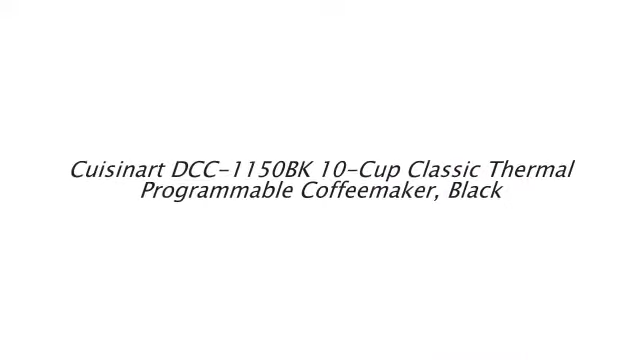 Cuisinart DCC-1150BK 10-Cup Classic Thermal
Programmable Coffeemaker, Black